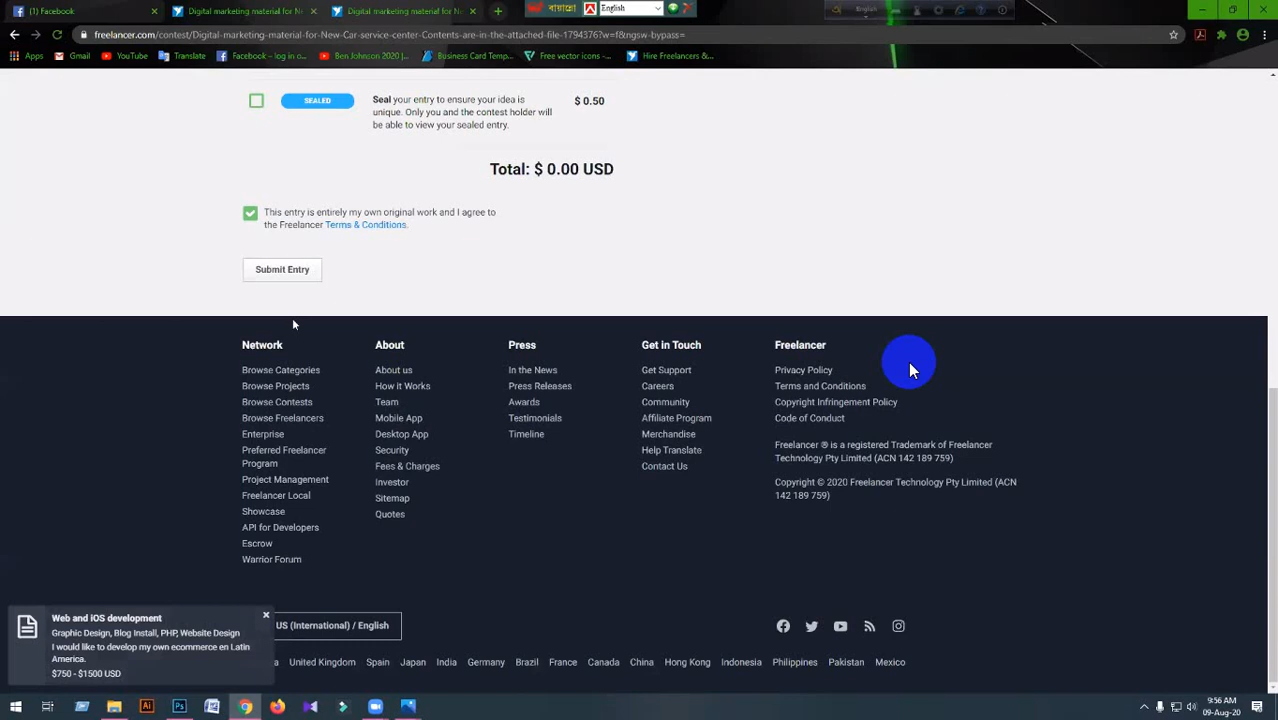 (1) Facebook
Digital marketing material for Ne
Digital marketing material for Ne
English
English
freelancer.com/contest/Digital-marketing-material-for-New-Car-service-center-Contents-are-in-the-attached-file-1794376?w=f&ngsw-bypass=
Apps
Gmail
YouTube
Translate
Facebook – log in o...
Ben Johnson 2020 |...
Business Card Temp...
Free vector icons -...
Hire Freelancers &...
SEALED
Seal your entry to ensure your idea is
unique. Only you and the contest holder will
be able to view your sealed entry.
$ 0.50
Total: $ 0.00 USD
This entry is entirely my own original work and I agree to
the Freelancer Terms & Conditions.
Submit Entry
Network
Browse Categories
Browse Projects
Browse Contests
Browse Freelancers
Enterprise
Preferred Freelancer
Program
Project Management
Freelancer Local
Showcase
API for Developers
Escrow
Warrior Forum
About
About us
How it Works
Team
Mobile App
Desktop App
Security
Fees & Charges
Investor
Sitemap
Quotes
Press
In the News
Press Releases
Awards
Testimonials
Timeline
Get in Touch
Get Support
Careers
Community
Affiliate Program
Merchandise
Help Translate
Contact Us
Freelancer
Privacy Policy
Terms and Conditions
Copyright Infringement Policy
Code of Conduct
Freelancer ® is a registered Trademark of Freelancer
Technology Pty Limited (ACN 142 189 759)
Copyright © 2020 Freelancer Technology Pty Limited (ACN
142 189 759)
Web and iOS development
Graphic Design, Blog Install, PHP, Website Design
I would like to develop my own ecommerce en Latin
America.
$750 - $1500 USD
US (International) / English
United Kingdom Spain Japan India Germany Brazil France Canada China Hong Kong Indonesia Philippines Pakistan Mexico
9:56 AM
09-Aug-20